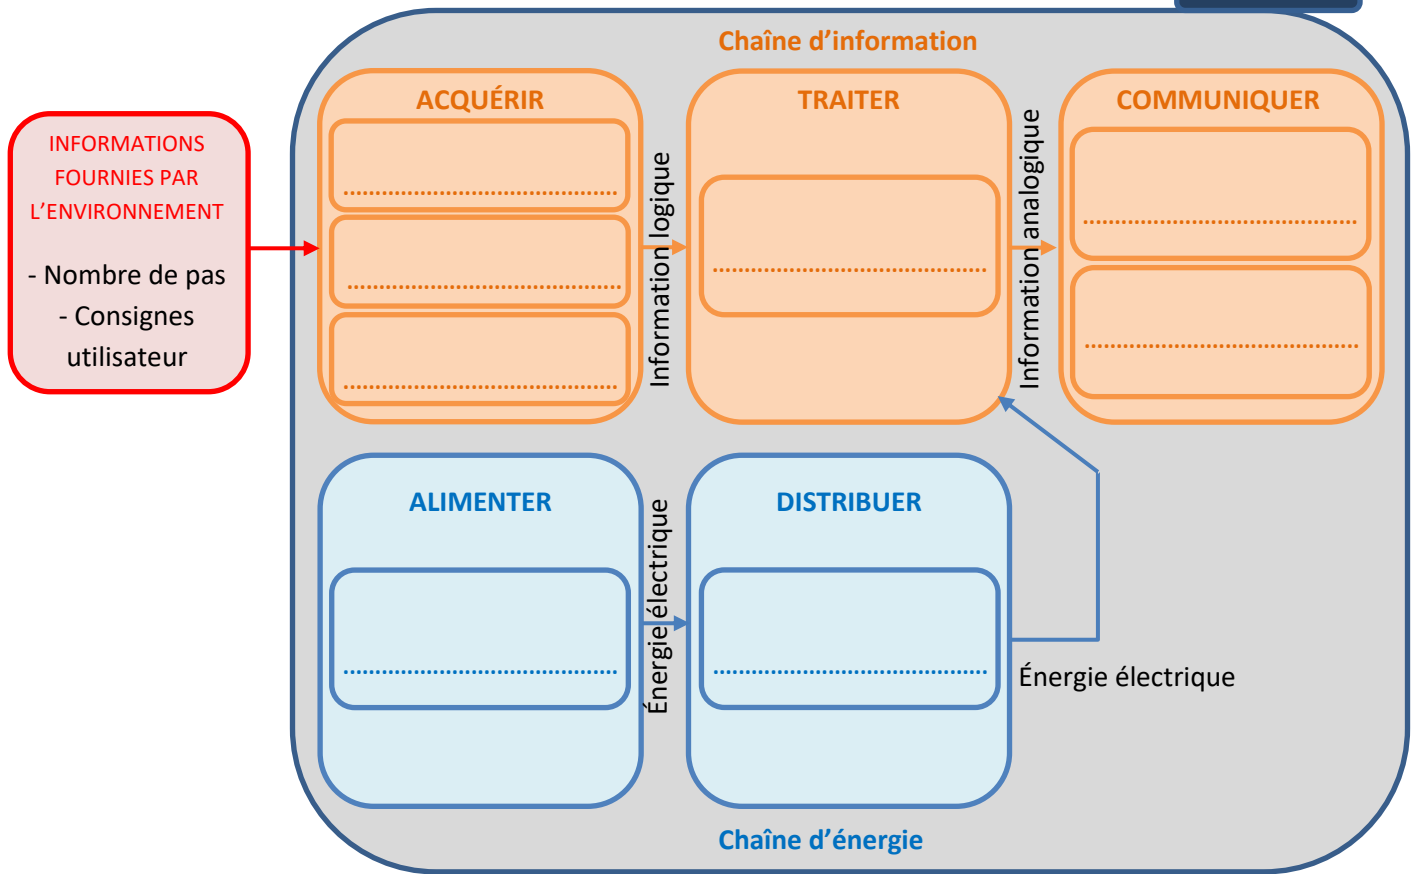 Chaîne d’information
INFORMATIONS
FOURNIES PAR
L’ENVIRONNEMENT
- Nombre de pas
- Consignes
utilisateur
ACQUÉRIR
.................................................
.................................................
.................................................
Information logique
TRAITER
.................................................
Information analogique
COMMUNIQUER
.................................................
.................................................
ALIMENTER
.................................................
Énergie électrique
DISTRIBUER
.................................................
Énergie électrique
Chaîne d’énergie